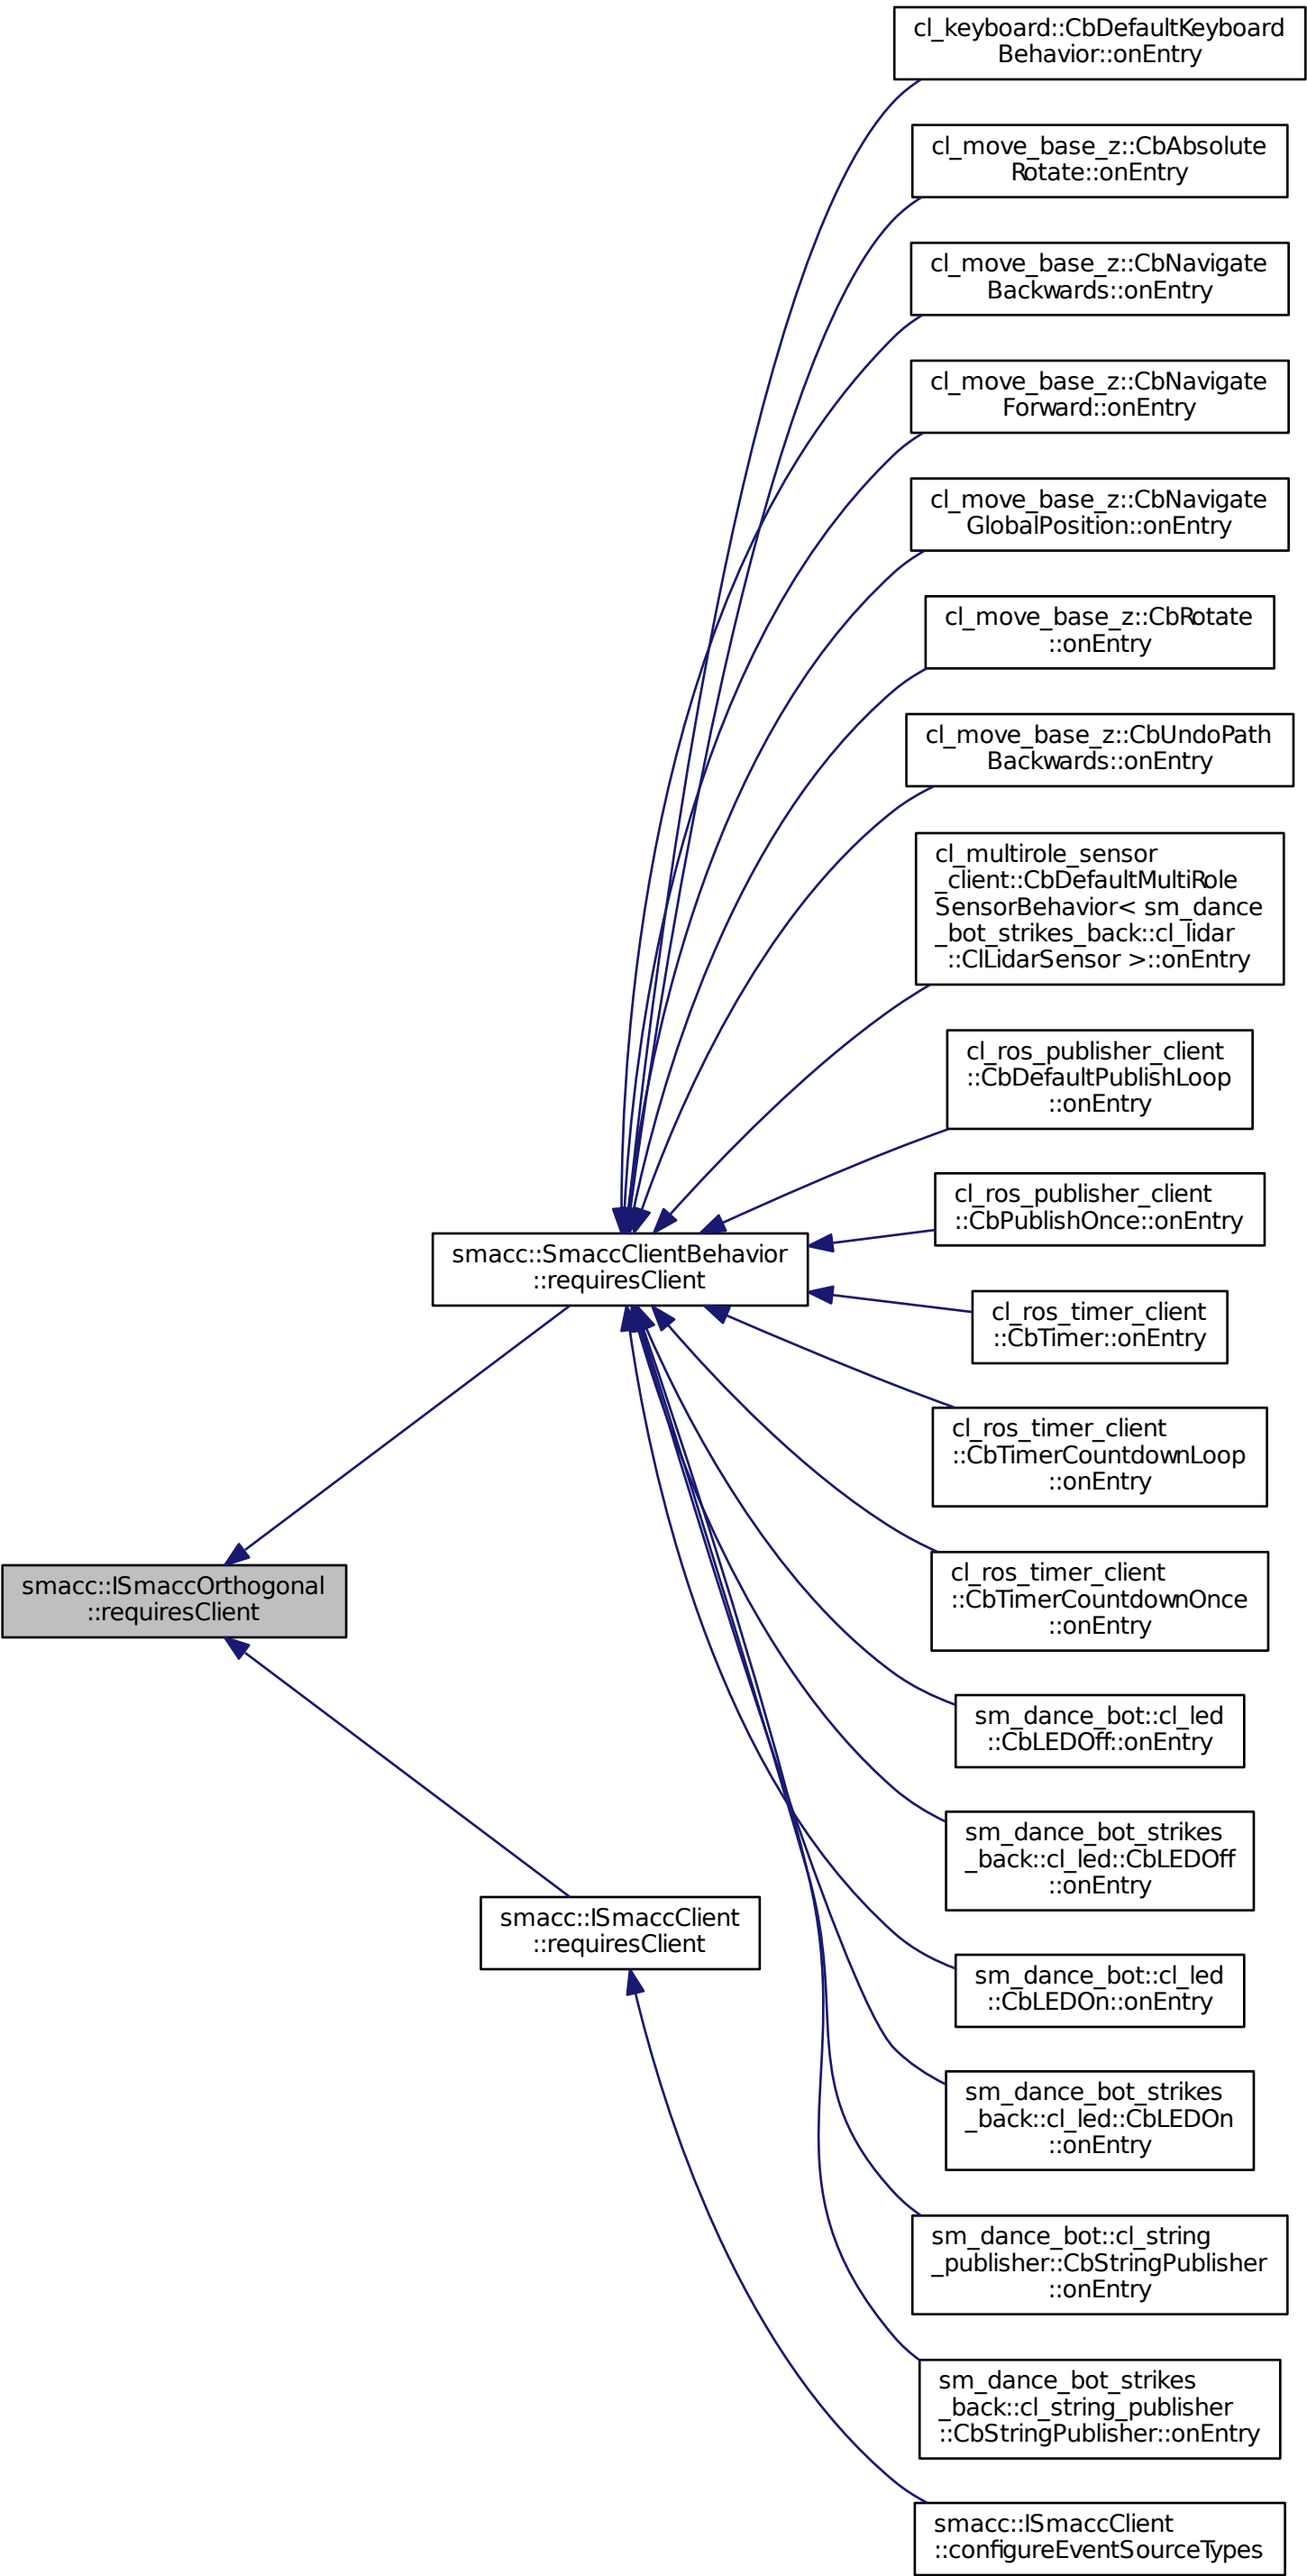 cl_keyboard::CbDefaultKeyboard
Behavior::onEntry
cl_move_base_z::CbAbsolute
Rotate::onEntry
cl_move_base_z::CbNavigate
Backwards::onEntry
cl_move_base_z::CbNavigate
Forward::onEntry
cl_move_base_z::CbNavigate
GlobalPosition::onEntry
cl_move_base_z::CbRotate
::onEntry
cl_move_base_z::CbUndoPath
Backwards::onEntry
cl_multirole_sensor
_client::CbDefaultMultiRole
SensorBehavior< sm_dance
_bot_strikes_back::cl_lidar
::ClLidarSensor >::onEntry
cl_ros_publisher_client
::CbDefaultPublishLoop
::onEntry
cl_ros_publisher_client
::CbPublishOnce::onEntry
smacc::SmaccClientBehavior
::requiresClient
cl_ros_timer_client
::CbTimer::onEntry
cl_ros_timer_client
::CbTimerCountdownLoop
::onEntry
cl_ros_timer_client
::CbTimerCountdownOnce
::onEntry
smacc::ISmaccOrthogonal
::requiresClient
sm_dance_bot::cl_led
::CbLEDOff::onEntry
sm_dance_bot_strikes
_back::cl_led::CbLEDOff
::onEntry
smacc::ISmaccClient
::requiresClient
sm_dance_bot::cl_led
::CbLEDOn::onEntry
sm_dance_bot_strikes
_back::cl_led::CbLEDOn
::onEntry
sm_dance_bot::cl_string
_publisher::CbStringPublisher
::onEntry
sm_dance_bot_strikes
_back::cl_string_publisher
::CbStringPublisher::onEntry
smacc::ISmaccClient
::configureEventSourceTypes